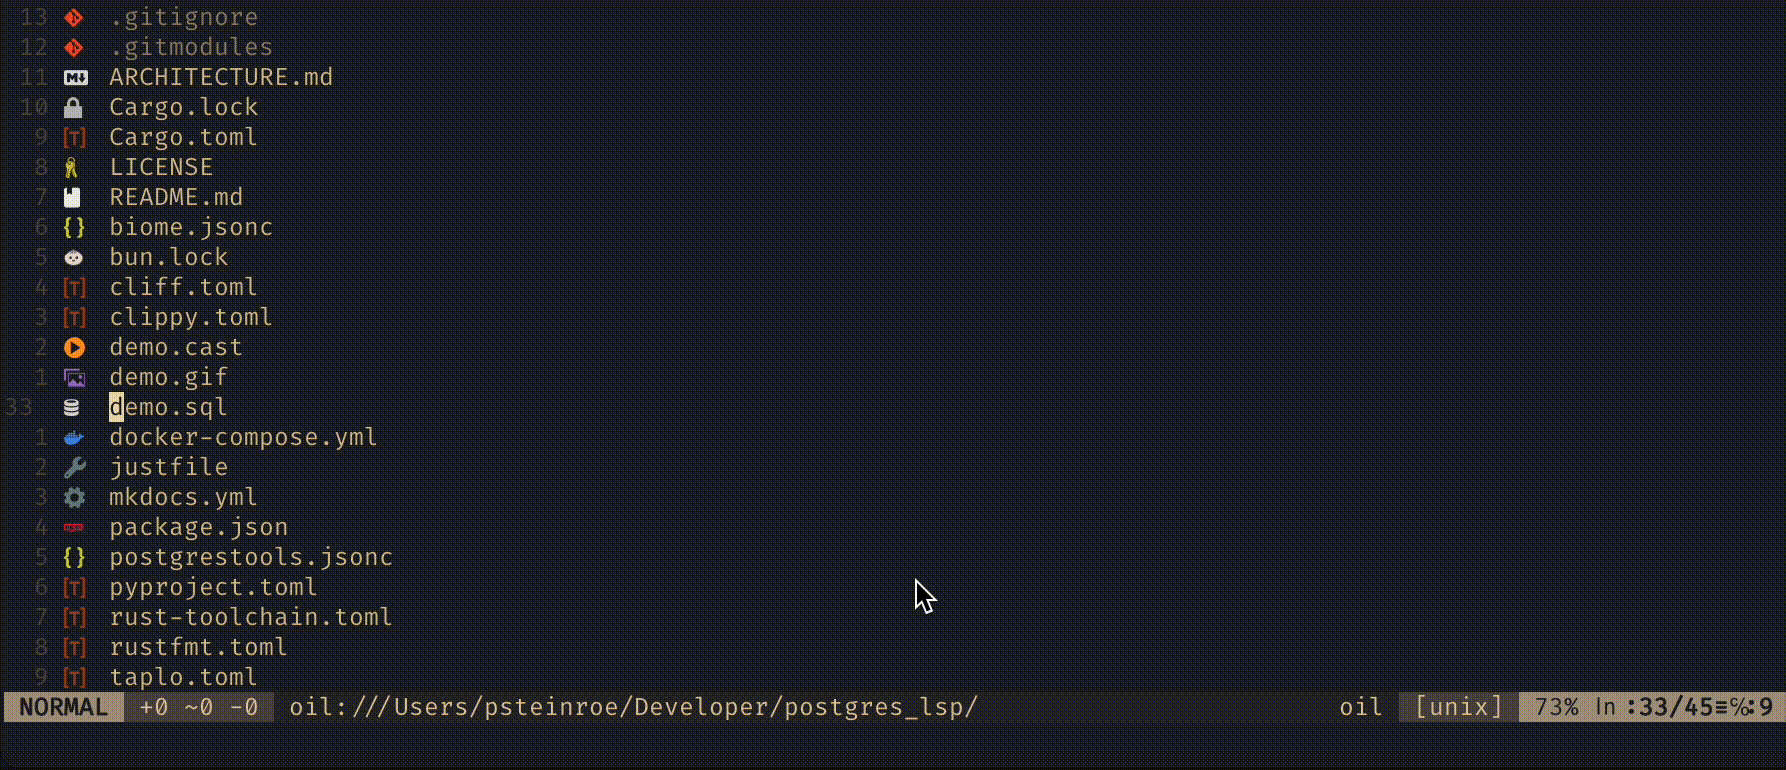 13 .gitignore
12 .gitmodules
11 M ARCHITECTURE.md
10 Cargo.lock
9 [T] Cargo.toml
8 LICENSE
7 README.md
6 {} biome.jsonc
5 bun.lock
4 [T] cliff.toml
3 [T] clippy.toml
2 demo.cast
1 demo.gif
33 demo.sql
1 docker-compose.yml
2 justfile
3 mkdocs.yml
4 package.json
5 {} postgrestools.jsonc
6 [T] pyproject.toml
7 [T] rust-toolchain.toml
8 [T] rustfmt.toml
9 [T] taplo.toml
NORMAL +0 ~0 -0 oil:///Users/psteinroe/Developer/postgres_lsp/ oil [unix] 73% ln :33/45≡℅:9